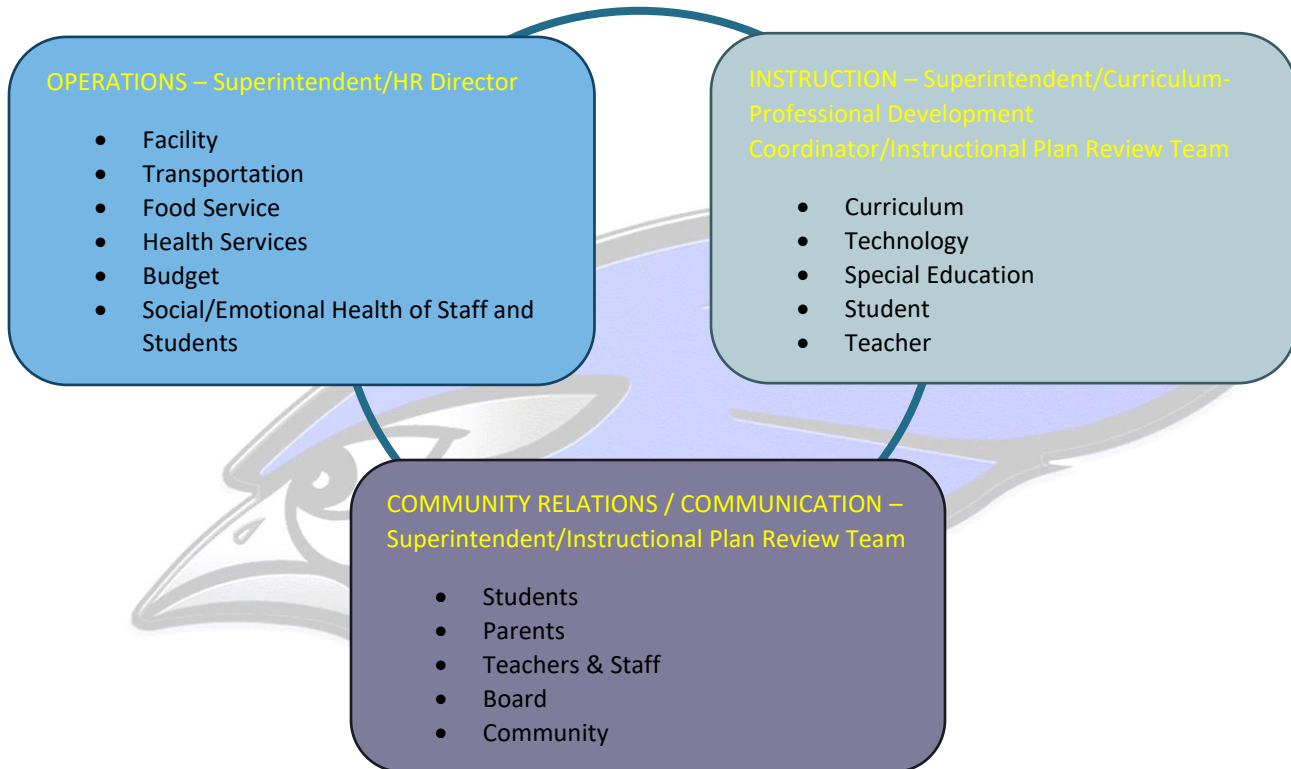 OPERATIONS – Superintendent/HR Director
• Facility
• Transportation
• Food Service
• Health Services
• Budget
• Social/Emotional Health of Staff and
Students
INSTRUCTION – Superintendent/Curriculum-
Professional Development
Coordinator/Instructional Plan Review Team
• Curriculum
• Technology
• Special Education
• Student
• Teacher
COMMUNITY RELATIONS / COMMUNICATION –
Superintendent/Instructional Plan Review Team
• Students
• Parents
• Teachers & Staff
• Board
• Community